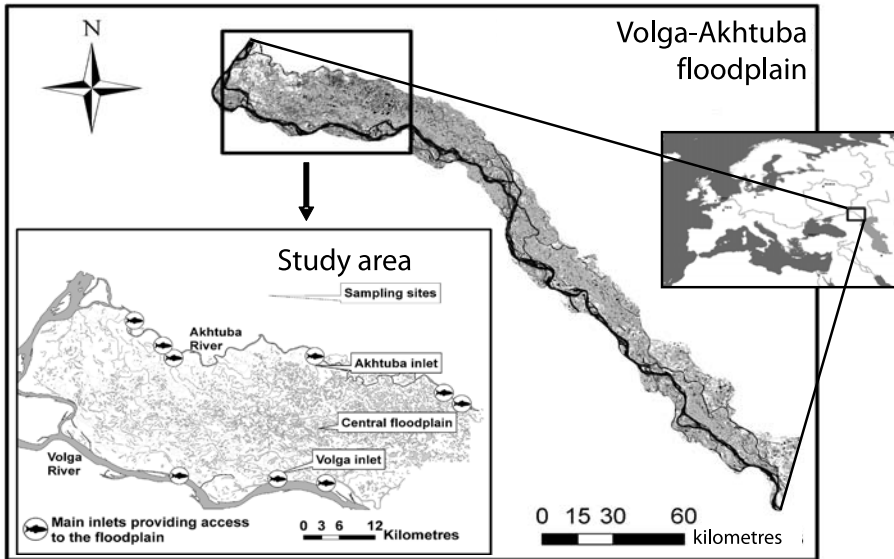 N
Volga-Akhtuba
floodplain
Study area
Sampling sites
Akhtuba
River
Akhtuba inlet
Central floodplain
Volga inlet
Volga
River
Main inlets providing access
to the floodplain
0 3 6 12
Kilometres
0 15 30 60
kilometres